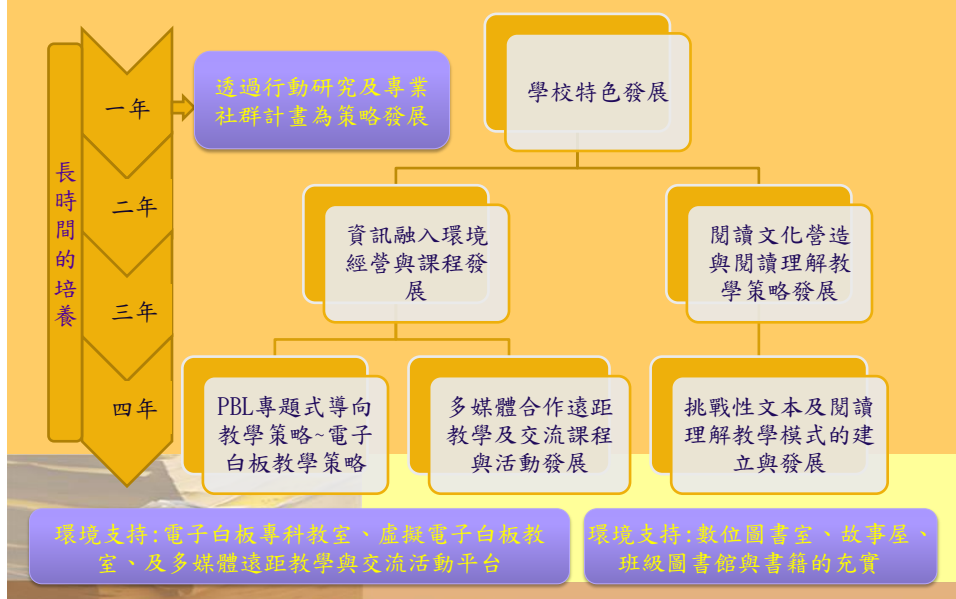 長時間的培養
一年
二年
三年
四年
透過行動研究及專業
社群計畫為策略發展
學校特色發展
資訊融入環境
經營與課程發
展
閱讀文化營造
與閱讀理解教
學策略發展
PBL專題式導向
教學策略~電子
白板教學策略
多媒體合作遠距
教學及交流課程
與活動發展
挑戰性文本及閱讀
理解教學模式的建
立與發展
環境支持:電子白板專科教室、虛擬電子白板教
室、及多媒體遠距教學與交流活動平台
環境支持:數位圖書室、故事屋、
班級圖書館與書籍的充實